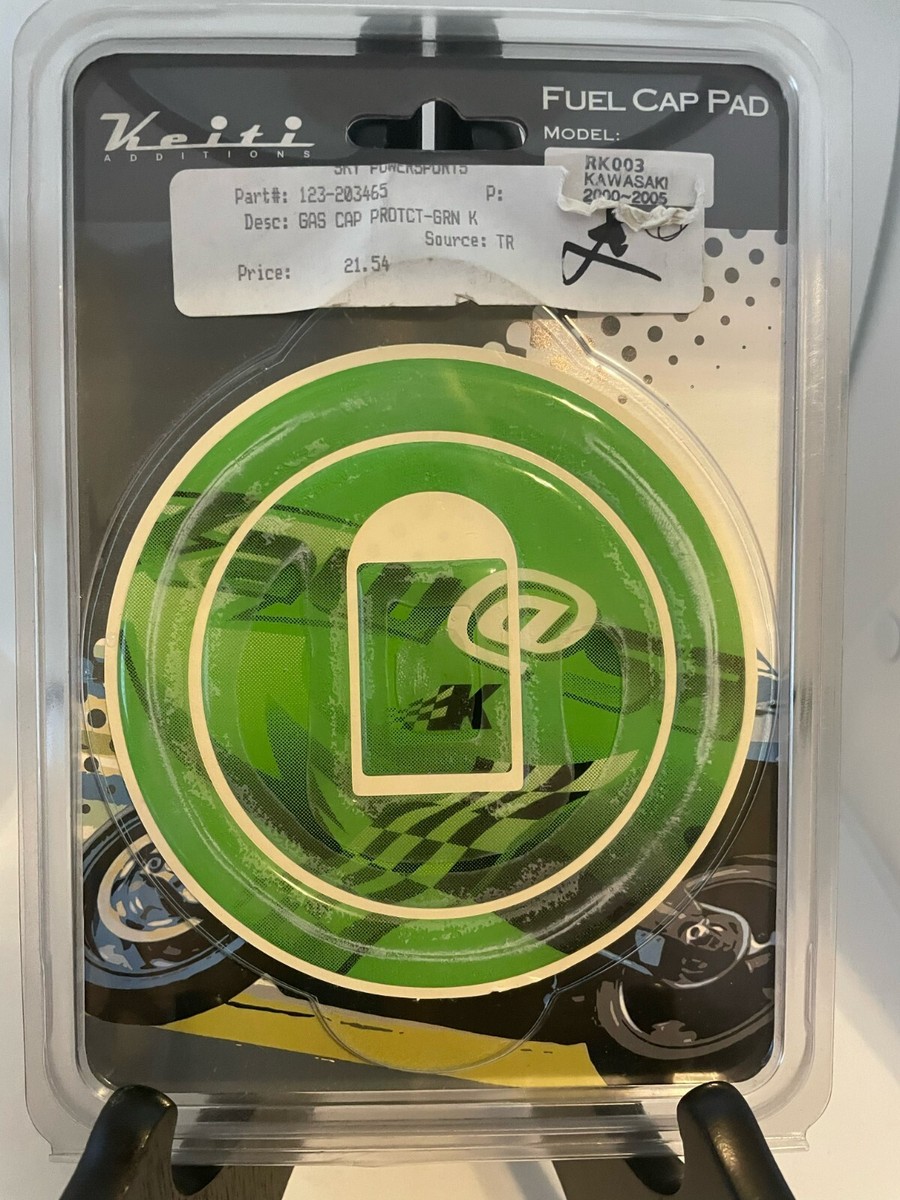 Keiti
ADDITIONS
FUEL CAP PAD
MODEL:
RK003
KAWASAKI
2000~2005
SKY POWERSPORTS
Part#: 123-203465 P:
Desc: GAS CAP PROTCT-GRN K
Source: TR
Price: 21.54
@
K